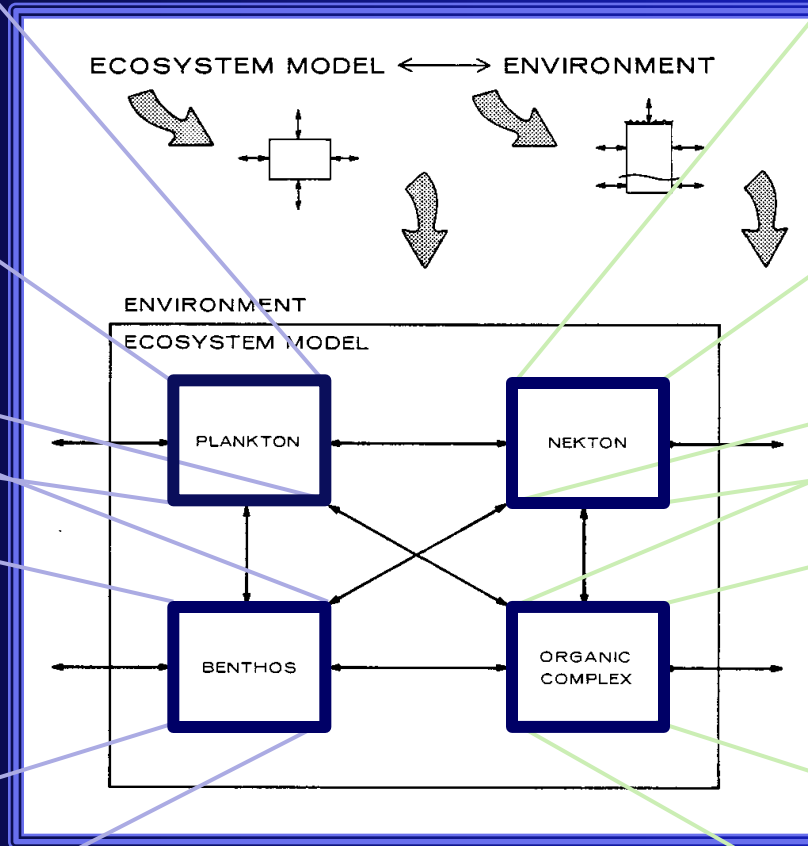 ECOSYSTEM MODEL ENVIRONMENT
ENVIRONMENT
ECOSYSTEM MODEL
PLANKTON
NEKTON
BENTHOS
ORGANIC
COMPLEX